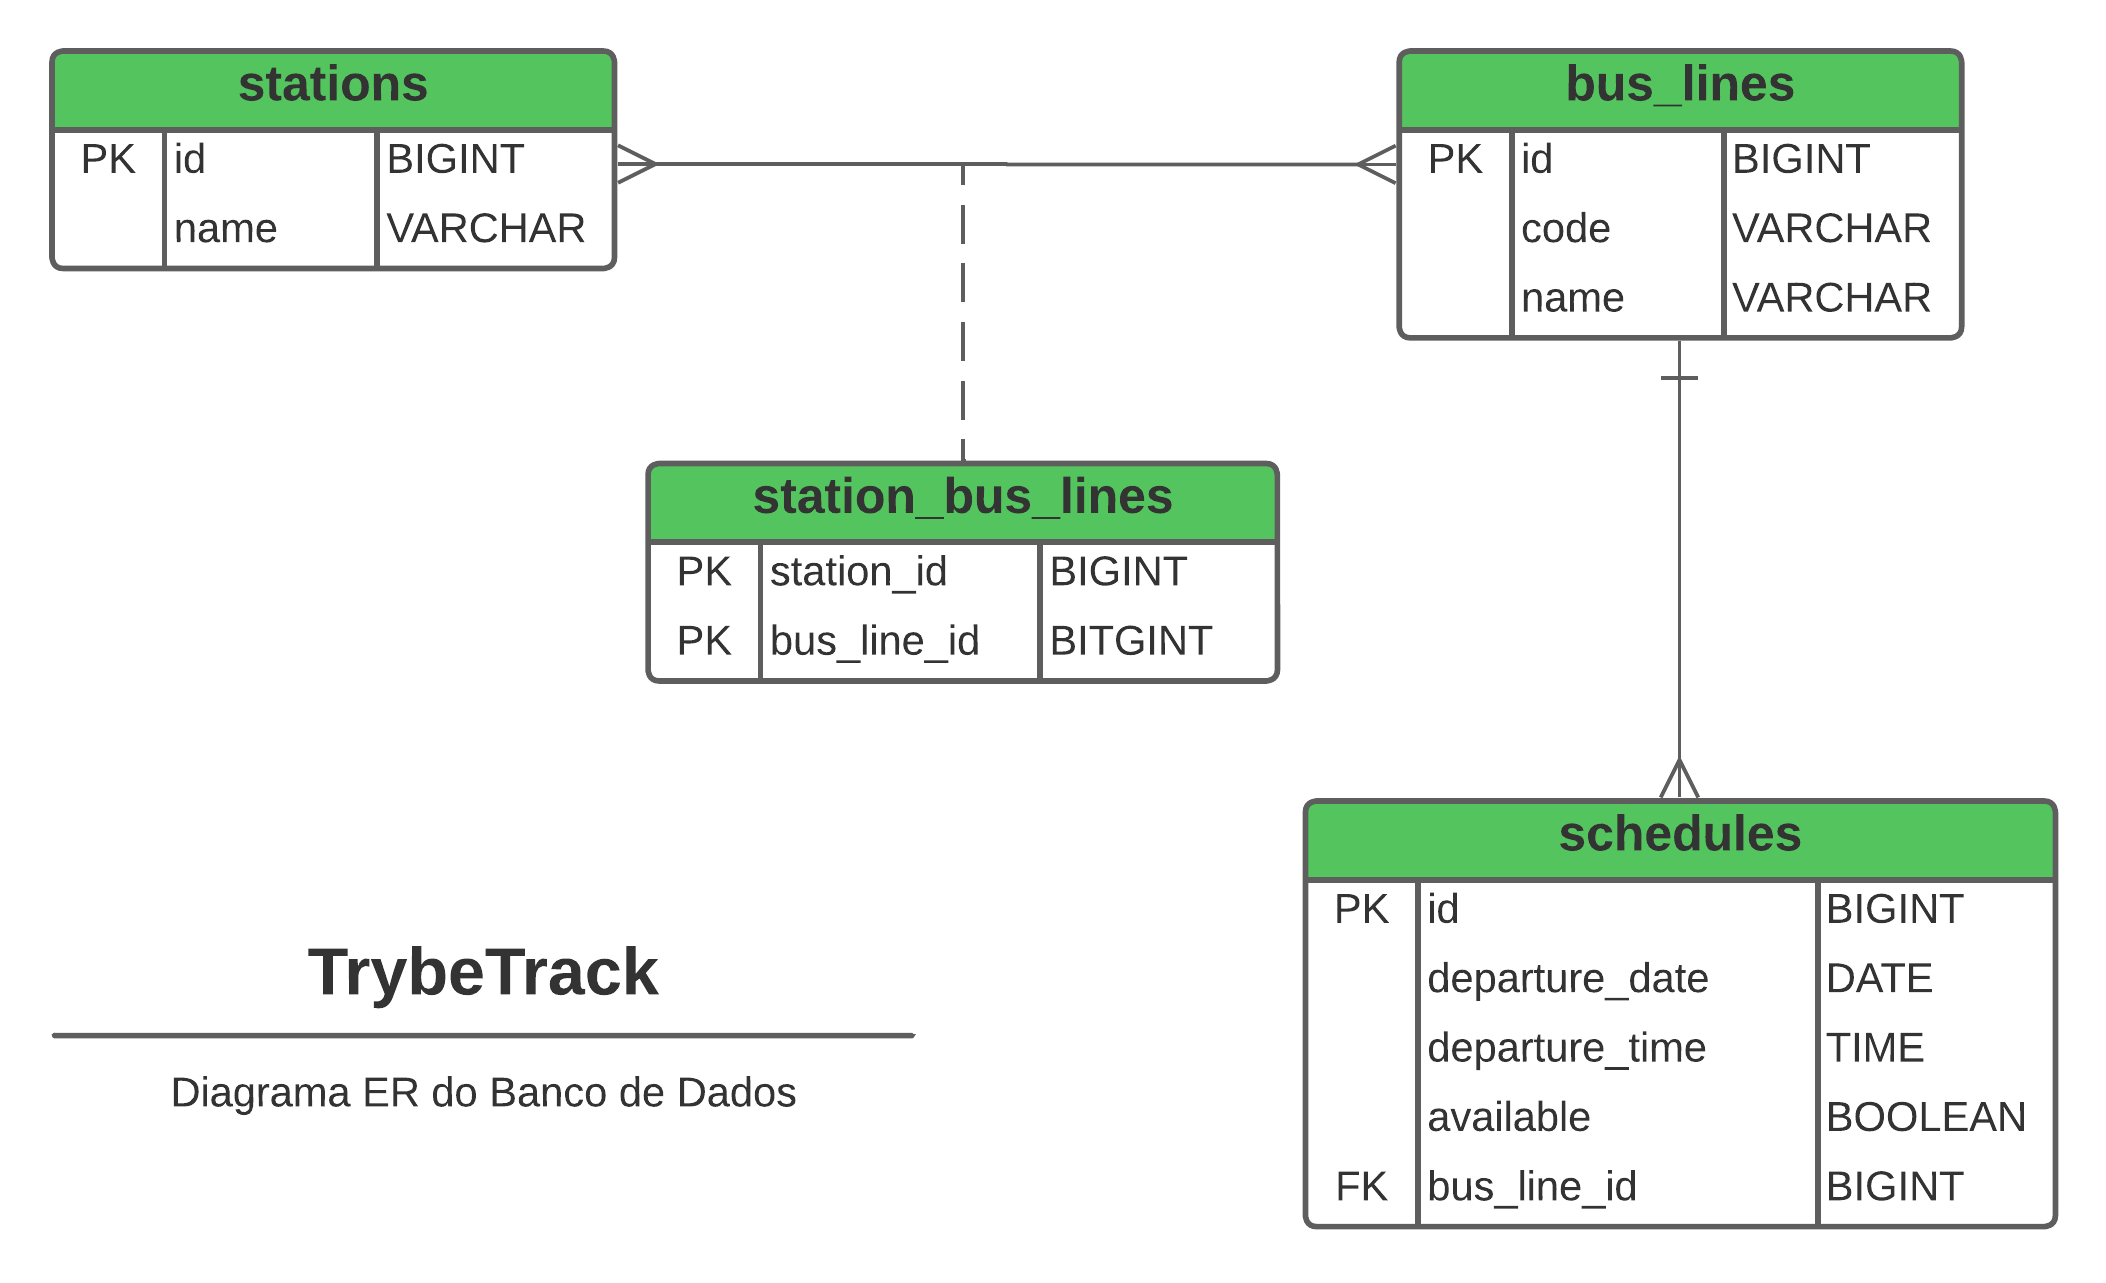 stations
PK id BIGINT
name VARCHAR
bus_lines
PK id BIGINT
code VARCHAR
name VARCHAR
station_bus_lines
PK station_id BIGINT
PK bus_line_id BITGINT
schedules
PK id BIGINT
departure_date DATE
departure_time TIME
available BOOLEAN
FK bus_line_id BIGINT
TrybeTrack
Diagrama ER do Banco de Dados